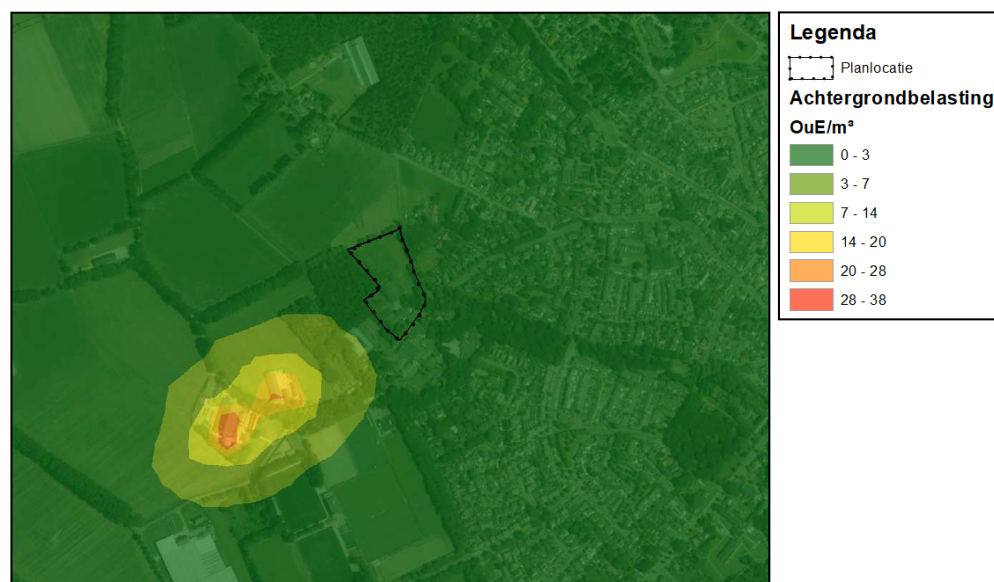 Legenda
Planlocatie
Achtergrondbelasting
OuE/m³
0 - 3
3 - 7
7 - 14
14 - 20
20 - 28
28 - 38